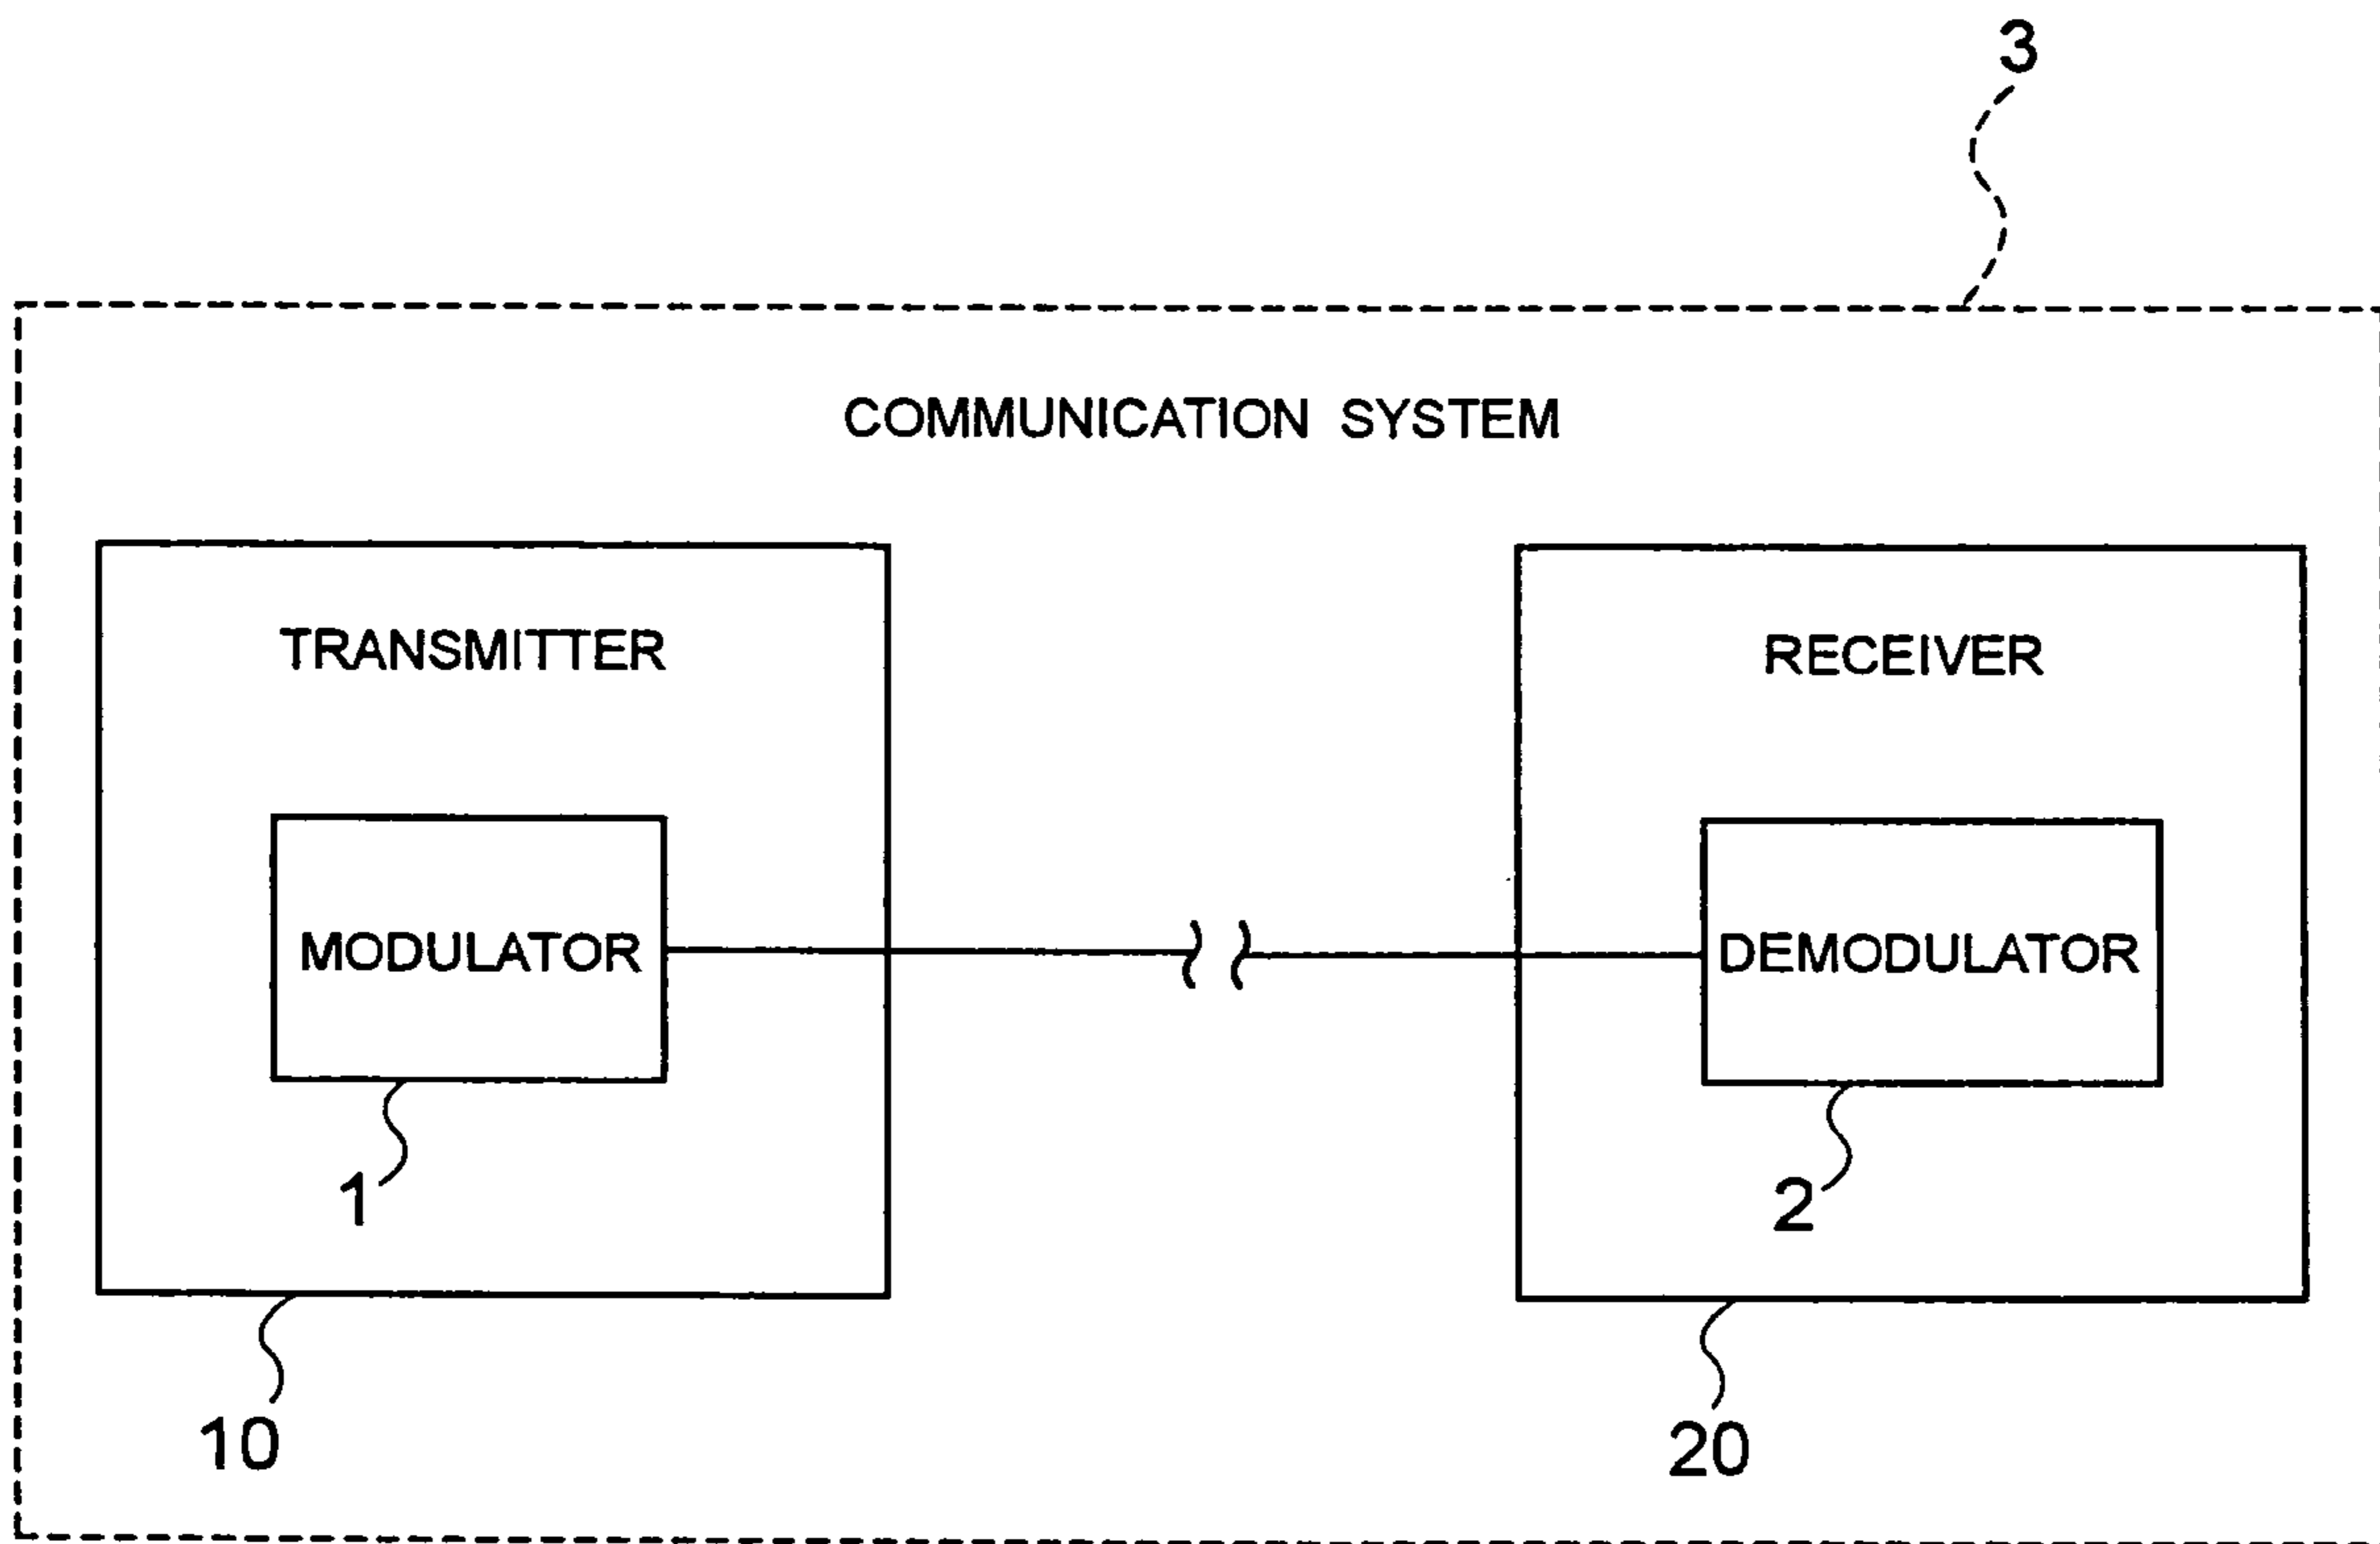 3
COMMUNICATION SYSTEM
TRANSMITTER
RECEIVER
MODULATOR
DEMODULATOR
1
2
10
20